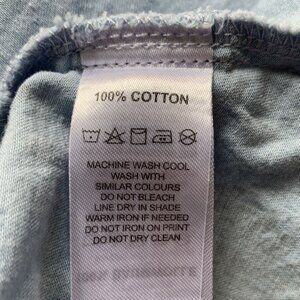 100% COTTON
MACHINE WASH COOL
WASH WITH
SIMILAR COLOURS
DO NOT BLEACH
LINE DRY IN SHADE
WARM IRON IF NEEDED
DO NOT IRON ON PRINT
DO NOT DRY CLEAN